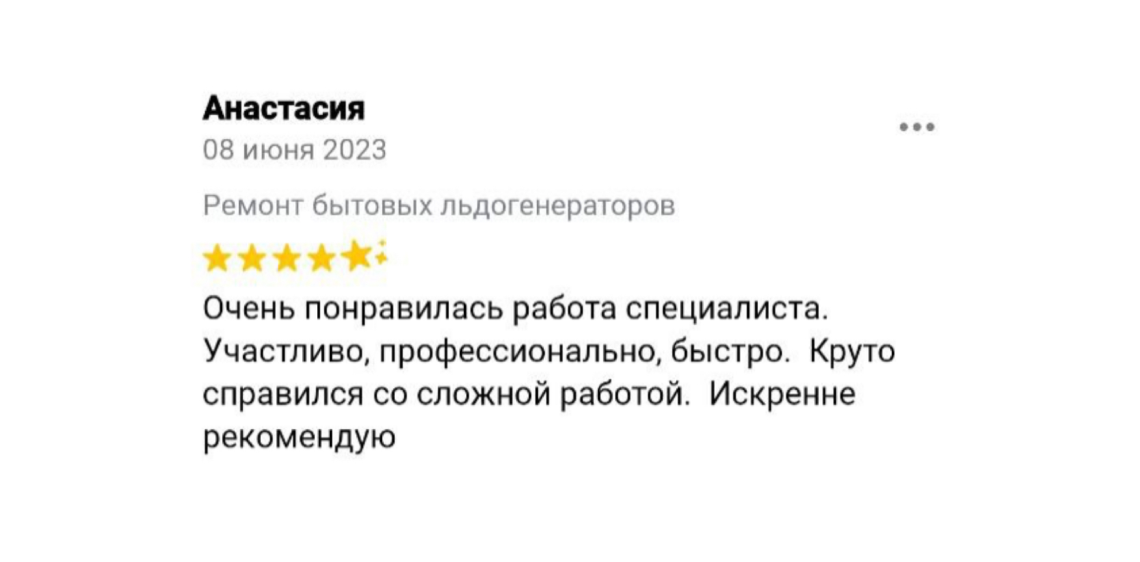 Анастасия
08 июня 2023
Ремонт бытовых льдогенераторов
Очень понравилась работа специалиста.
Участливо, профессионально, быстро.  Круто
справился со сложной работой.  Искренне
рекомендую